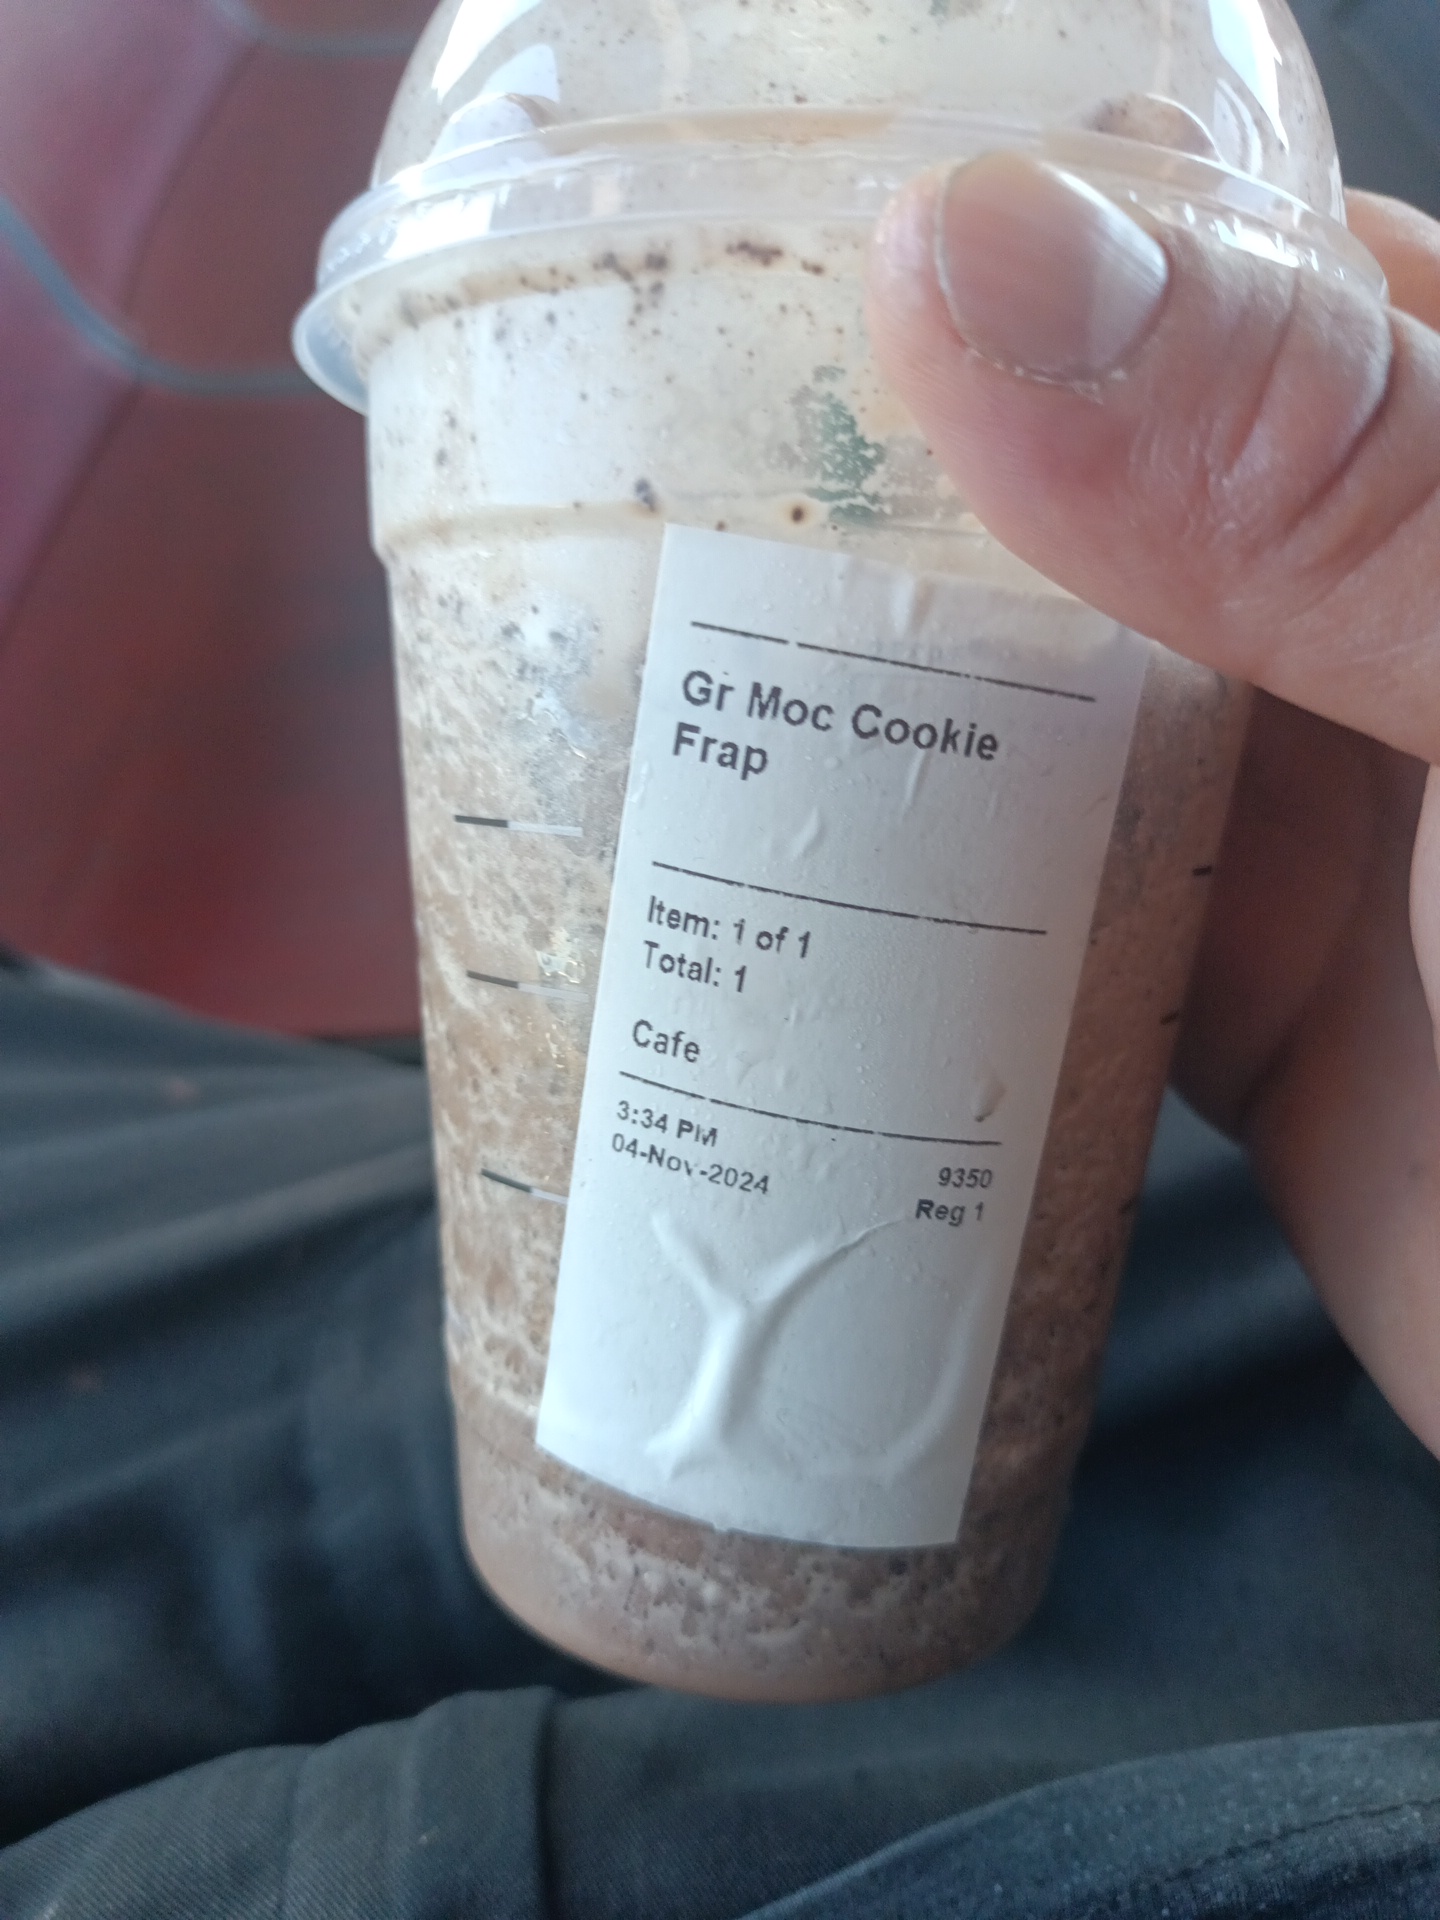 Gr Moc Cookie
Frap
Item: 1 of 1
Total: 1
Cafe
3:34 PM
04-Nov-2024
9350
Reg 1